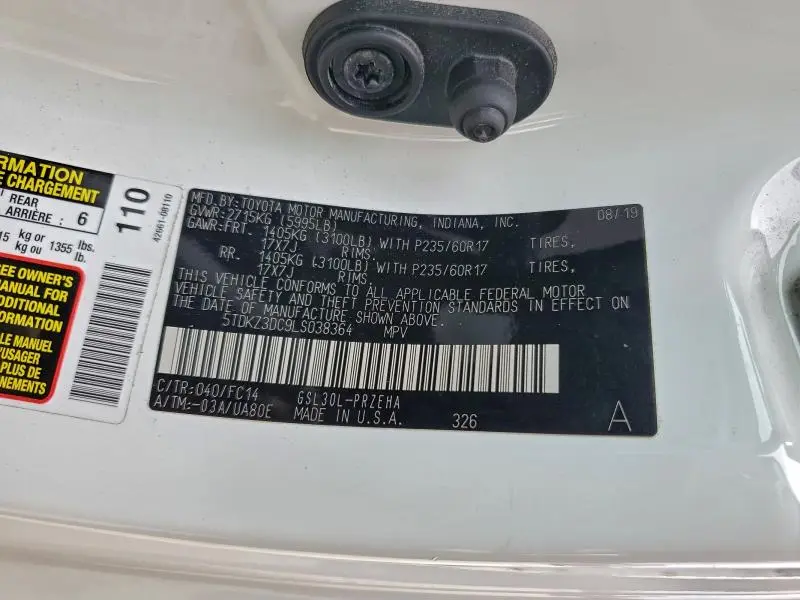 RMATION
E CHARGEMENT
REAR
ARRIÈRE : 6
15 kg or 1355 lbs.
kg ou lb.
EE OWNER'S
MANUAL FOR
DDITIONAL
FORMATION
LE MANUEL
'USAGER
PLUS DE
NEMENTS
110
42661-08110
MFD.BY:TOYOTA MOTOR MANUFACTURING, INDIANA, INC. 08/19
GVWR:2715KG (5995LB)
GAWR:FRT. 1405KG (3100LB) WITH P235/60R17 TIRES,
17X7J RIMS.
RR. 1405KG (3100LB) WITH P235/60R17 TIRES,
17X7J RIMS.
THIS VEHICLE CONFORMS TO ALL APPLICABLE FEDERAL MOTOR
VEHICLE SAFETY AND THEFT PREVENTION STANDARDS IN EFFECT ON
THE DATE OF MANUFACTURE SHOWN ABOVE.
5TDKZ3DC9LS038364 MPV
C/TR:040/FC14 GSL30L-PRZEHA
A/TM:-03A/UA80E MADE IN U.S.A. 326 A